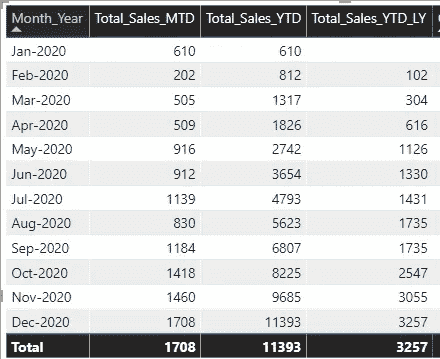 Month_Year Total_Sales_MTD Total_Sales_YTD Total_Sales_YTD_LY
Jan-2020 610 610
Feb-2020 202 812 102
Mar-2020 505 1317 304
Apr-2020 509 1826 616
May-2020 916 2742 1126
Jun-2020 912 3654 1330
Jul-2020 1139 4793 1431
Aug-2020 830 5623 1735
Sep-2020 1184 6807 1735
Oct-2020 1418 8225 2547
Nov-2020 1460 9685 3055
Dec-2020 1708 11393 3257
Total 1708 11393 3257